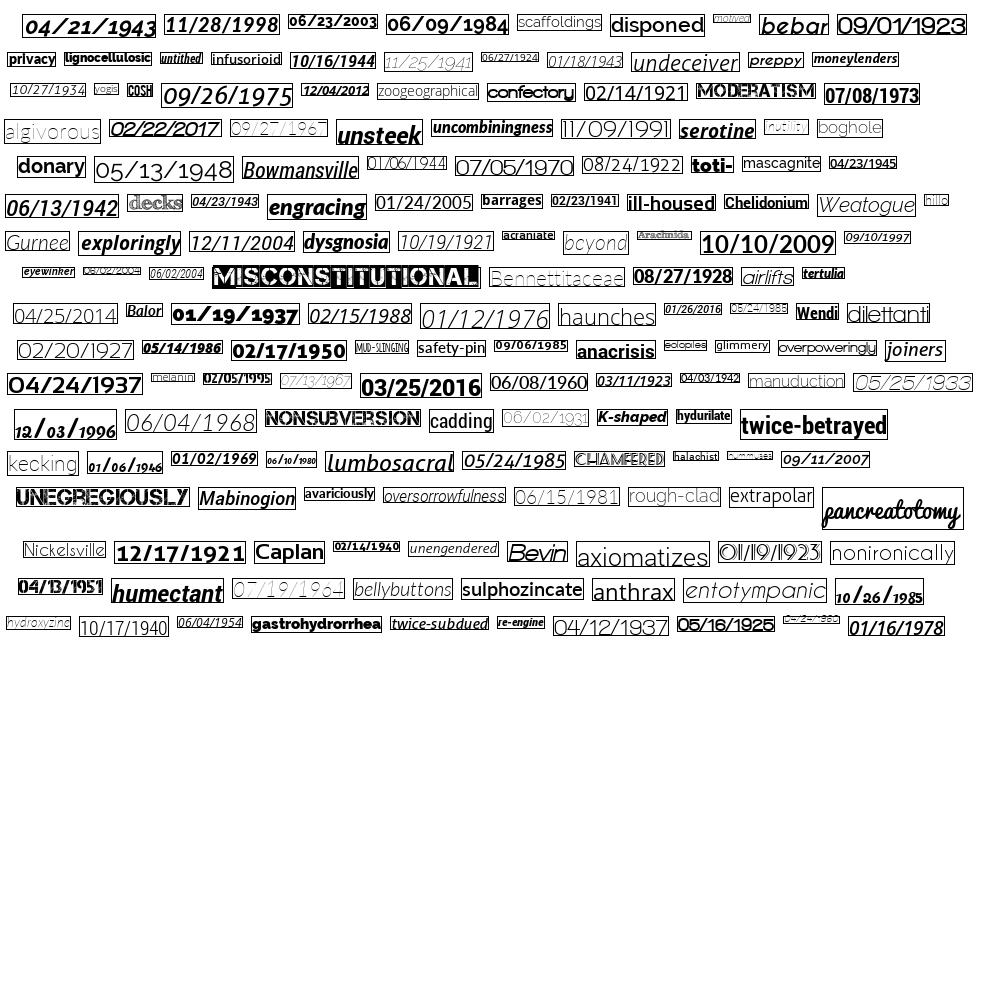 04/21/1943 11/28/1998 06/23/2003 06/09/1984 scaffoldings disponed motived bebar 09/01/1923
privacy lignocellulosic untithed infusorioid 10/16/1944 11/25/1941 06/27/1924 01/18/1943 undeceiver preppy moneylenders
10/27/1934 yogis COSH 09/26/1975 12/04/2012 zoogeographical confectory 02/14/1921 MODERATISM 07/08/1973
algivorous 02/22/2017 09/27/1967 unsteek uncombiningness 11/09/1991 serotine inutility boghole
donary 05/13/1948 Bowmansville 01/06/1944 07/05/1970 08/24/1922 toti- mascagnite 04/23/1945
06/13/1942 decks 04/23/1943 engracing 01/24/2005 barrages 02/23/1941 ill-housed Chelidonium Weatogue hillo
Gurnee exploringly 12/11/2004 dysgnosia 10/19/1921 acraniate beyond Arachnida 10/10/2009 09/10/1997
eyewinker 06/02/2004 06/02/2004 MISCONSTITUTIONAL Bennettitaceae 08/27/1928 airlifts tertulia
04/25/2014 Balor 01/19/1937 02/15/1988 01/12/1976 haunches 01/26/2016 05/24/1985 Wendi dilettanti
02/20/1927 05/14/1986 02/17/1950 MUD-SLINGING safety-pin 09/06/1985 anacrisis eolopiles glimmery overpoweringly joiners
04/24/1937 melanin 02/05/1995 07/13/1967 03/25/2016 06/08/1960 03/11/1923 04/03/1942 manuduction 05/25/1933
12/03/1996 06/04/1968 NONSUBVERSION cadding 06/02/1931 K-shaped hydurilate twice-betrayed
kecking 01/06/1946 01/02/1969 06/10/1980 lumbosacral 05/24/1985 CHAMFERED halachist hummuses 09/11/2007
UNEGREGIOUSLY Mabinogion avariciously oversorrowfulness 06/15/1981 rough-clad extrapolar pancreatotomy
Nickelsville 12/17/1921 Caplan 02/14/1940 unengendered Bevin axiomatizes 01/19/1923 nonironically
04/13/1951 humectant 07/19/1964 bellybuttons sulphozincate anthrax entotympanic 10/26/1985
hydroxyzine 10/17/1940 06/04/1954 gastrohydrorrhea twice-subdued re-engine 04/12/1937 05/16/1925 04/24/1960 01/16/1978